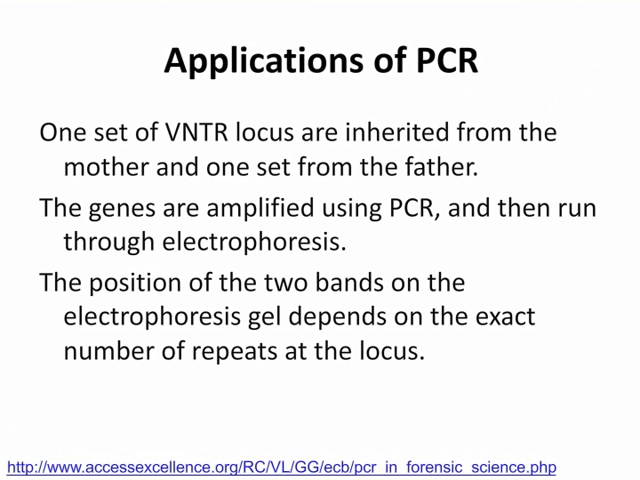 Applications of PCR
One set of VNTR locus are inherited from the
mother and one set from the father.
The genes are amplified using PCR, and then run
through electrophoresis.
The position of the two bands on the
electrophoresis gel depends on the exact
number of repeats at the locus.
http://www.accessexcellence.org/RC/VL/GG/ecb/pcr_in_forensic_science.php